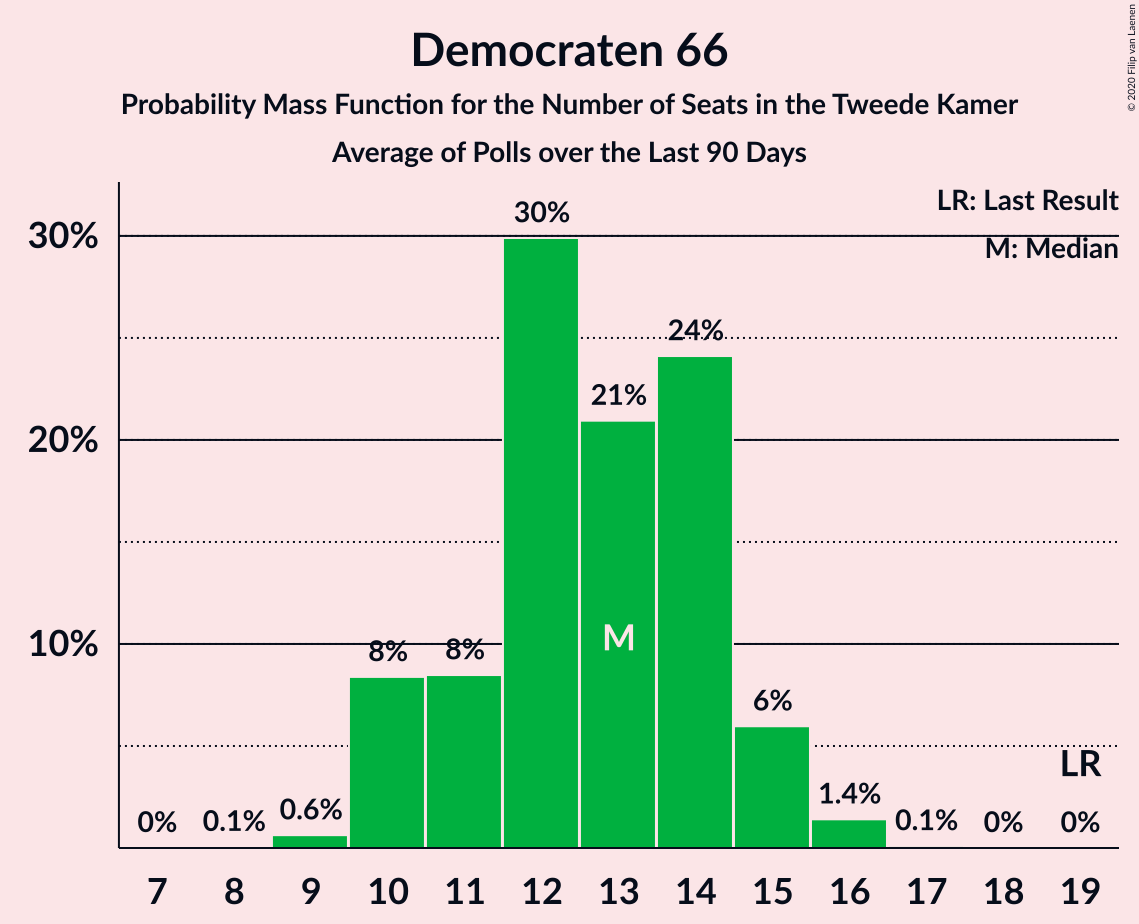 Democraten 66
Probability Mass Function for the Number of Seats in the Tweede Kamer
Average of Polls over the Last 90 Days
© 2020 Filip van Laenen
LR: Last Result
M: Median
30%
20%
10%
0%
0.1%
0.6%
8%
8%
30%
21%
24%
6%
1.4%
0.1%
0%
0%
M
LR
7 8 9 10 11 12 13 14 15 16 17 18 19